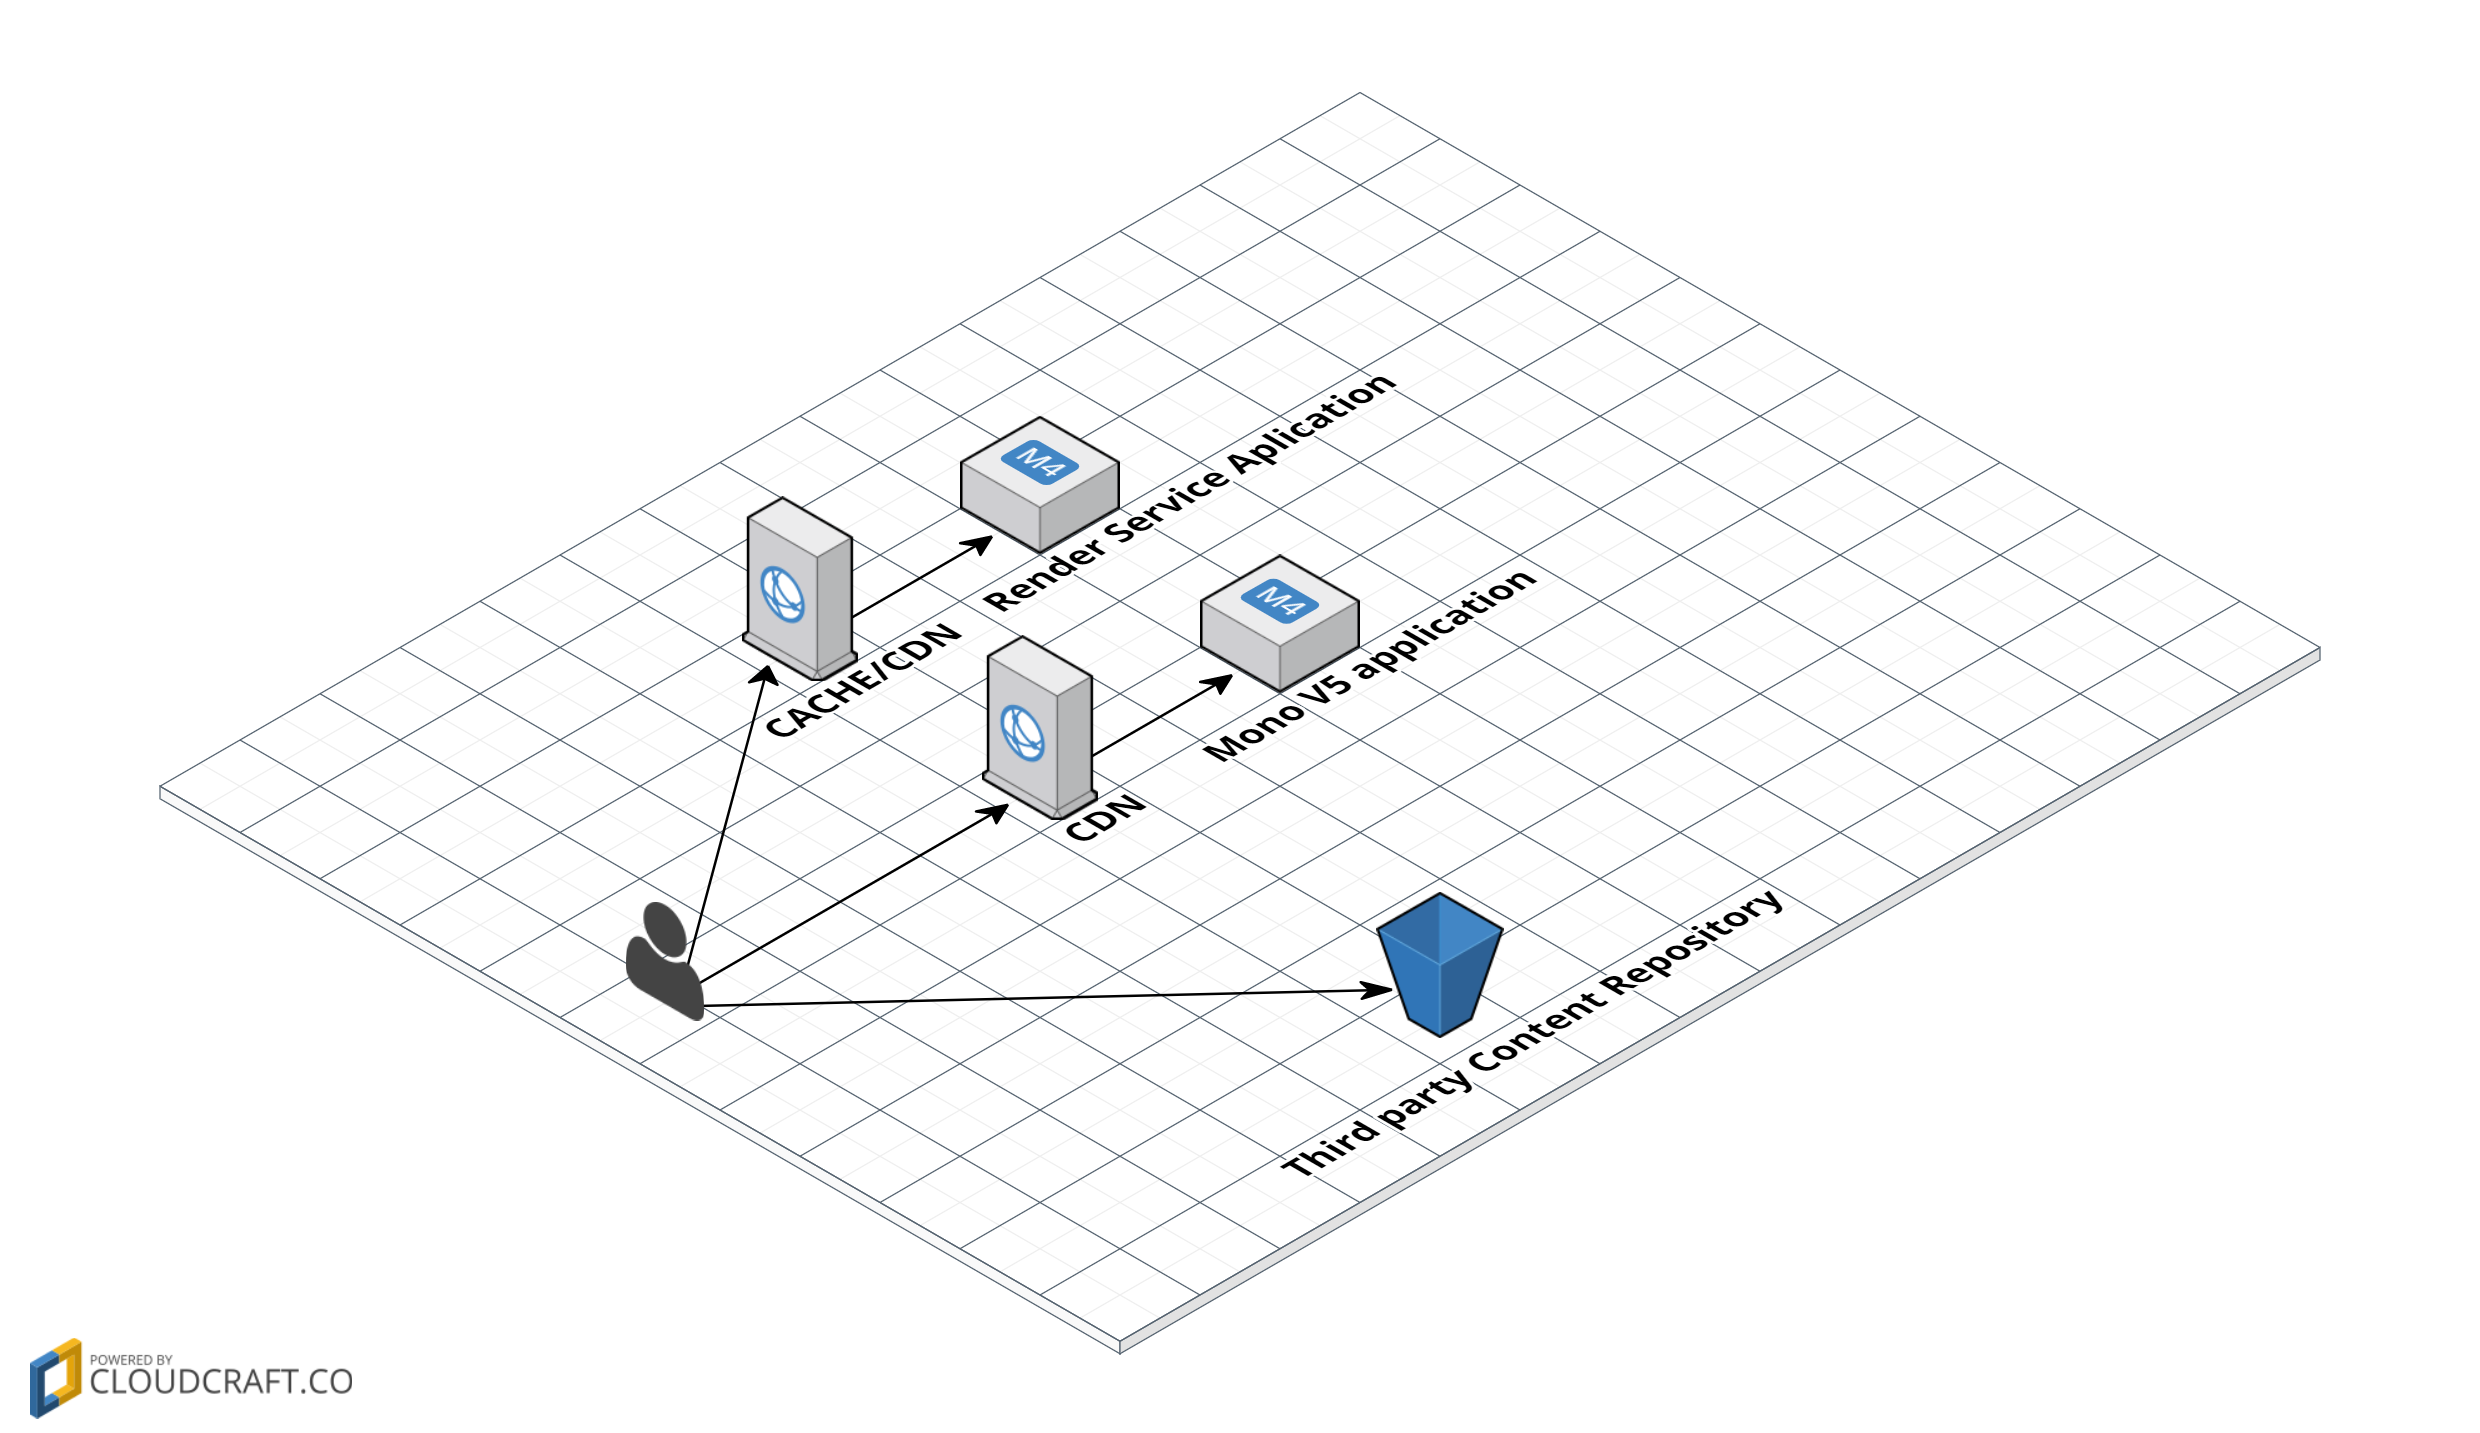 M4
Render Service Aplication
CACHE/CDN
M4
Mono V5 application
CDN
Third party Content Repository
POWERED BY
CLOUDCRAFT.CO